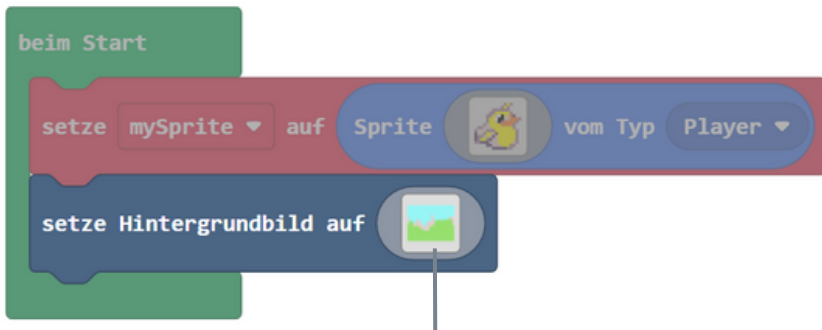 beim Start
setze mySprite auf Sprite vom Typ Player
setze Hintergrundbild auf